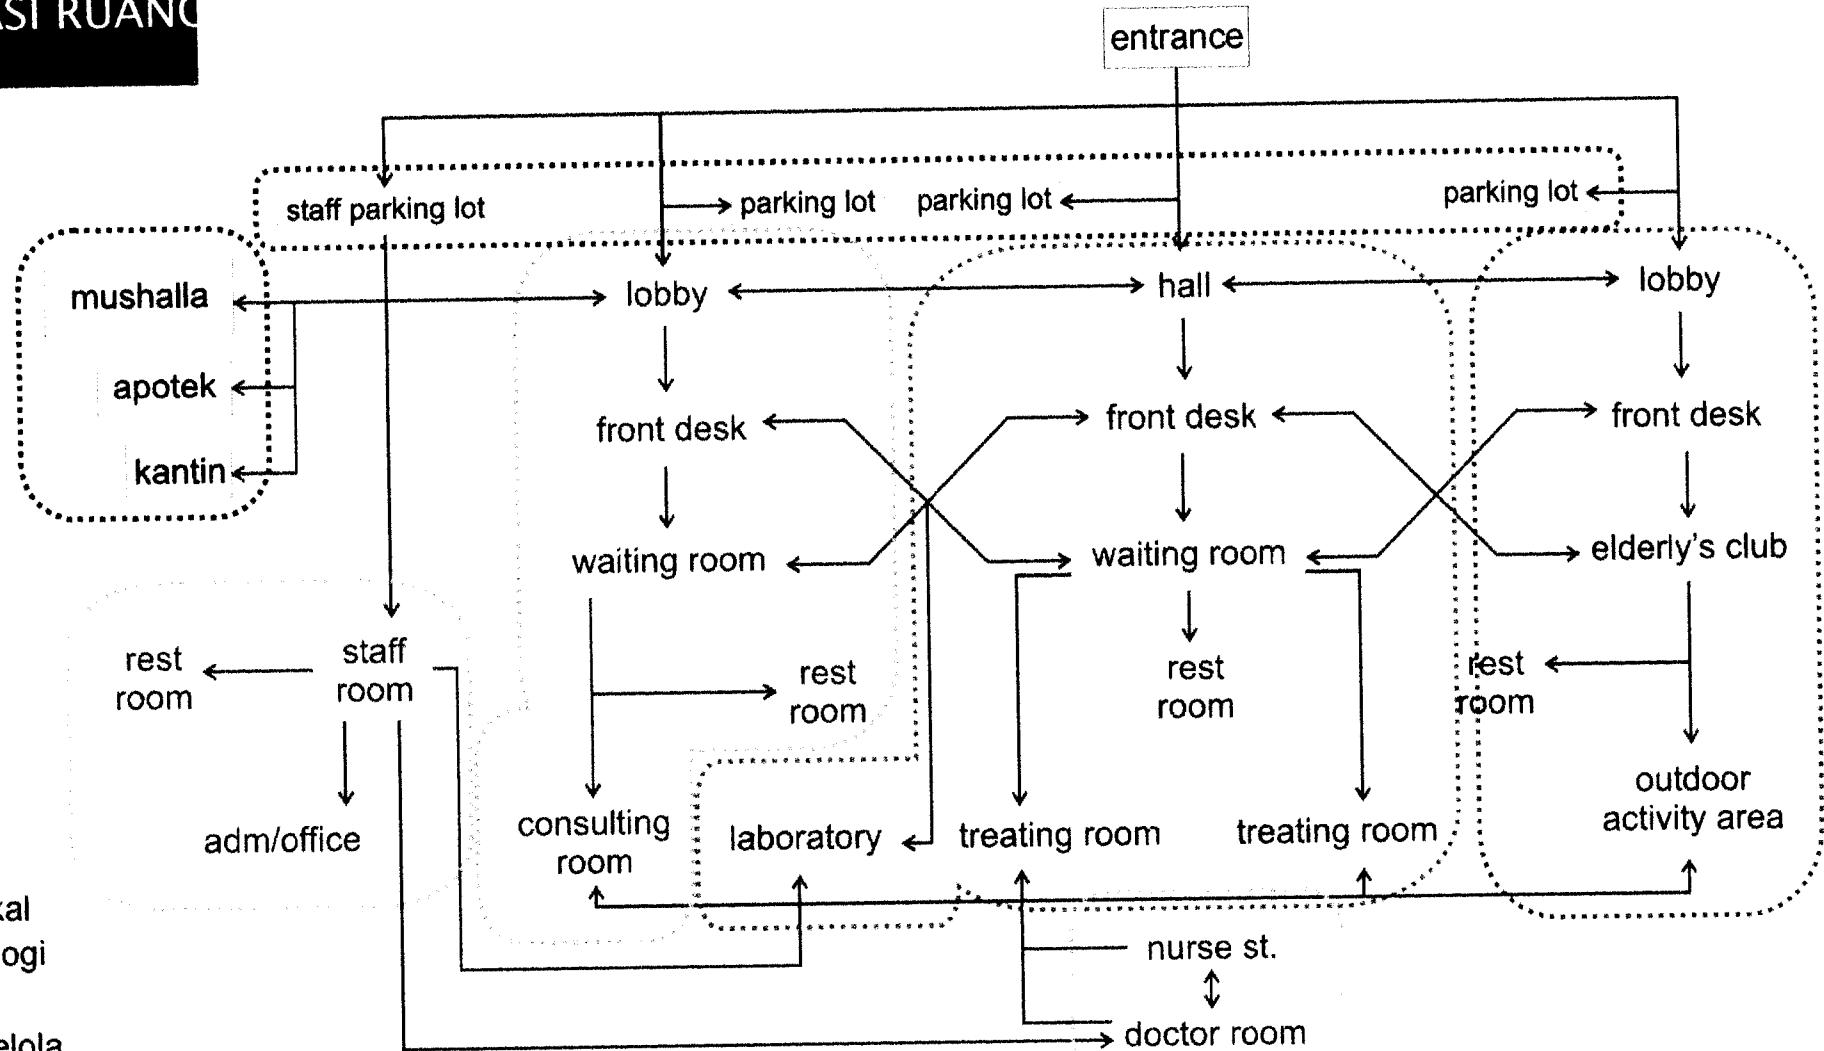 ASI RUANG
entrance
staff parking lot
parking lot
parking lot
parking lot
mushalla
apotek
kantin
lobby
hall
lobby
front desk
front desk
front desk
waiting room
waiting room
elderly's club
rest
room
staff
room
rest
room
rest
room
rest
room
adm/office
consulting
room
laboratory
treating room
treating room
outdoor
activity area
nurse st.
doctor room
kal
ogi
elola